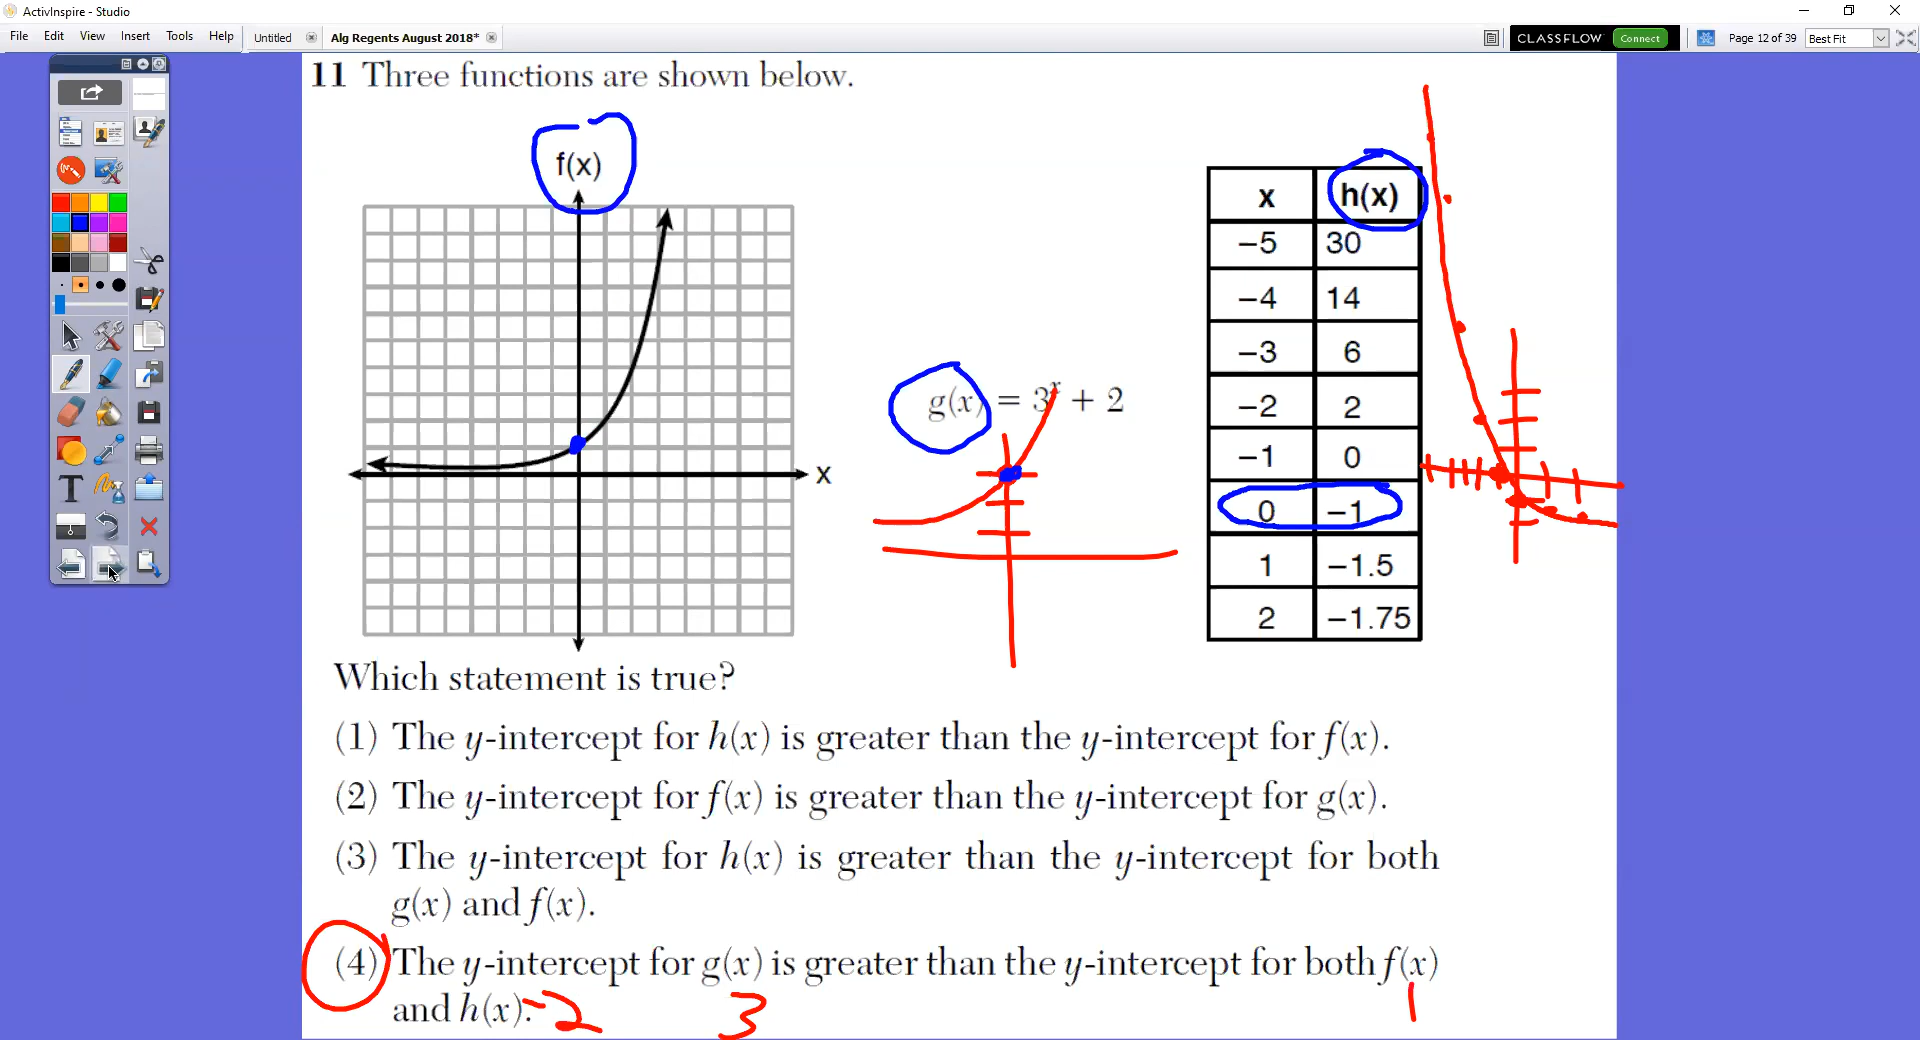 ActivInspire - Studio
File Edit View Insert Tools Help Untitled Alg Regents August 2018* CLASSFLOW Connect Page 12 of 39 Best Fit
11 Three functions are shown below.
f(x)
x
g(x) = 3ˣ + 2
x h(x)
−5 30
−4 14
−3 6
−2 2
−1 0
0 −1
1 −1.5
2 −1.75
Which statement is true?
(1) The y-intercept for h(x) is greater than the y-intercept for f(x).
(2) The y-intercept for f(x) is greater than the y-intercept for g(x).
(3) The y-intercept for h(x) is greater than the y-intercept for both
g(x) and f(x).
(4) The y-intercept for g(x) is greater than the y-intercept for both f(x)
and h(x).
-2 3 1